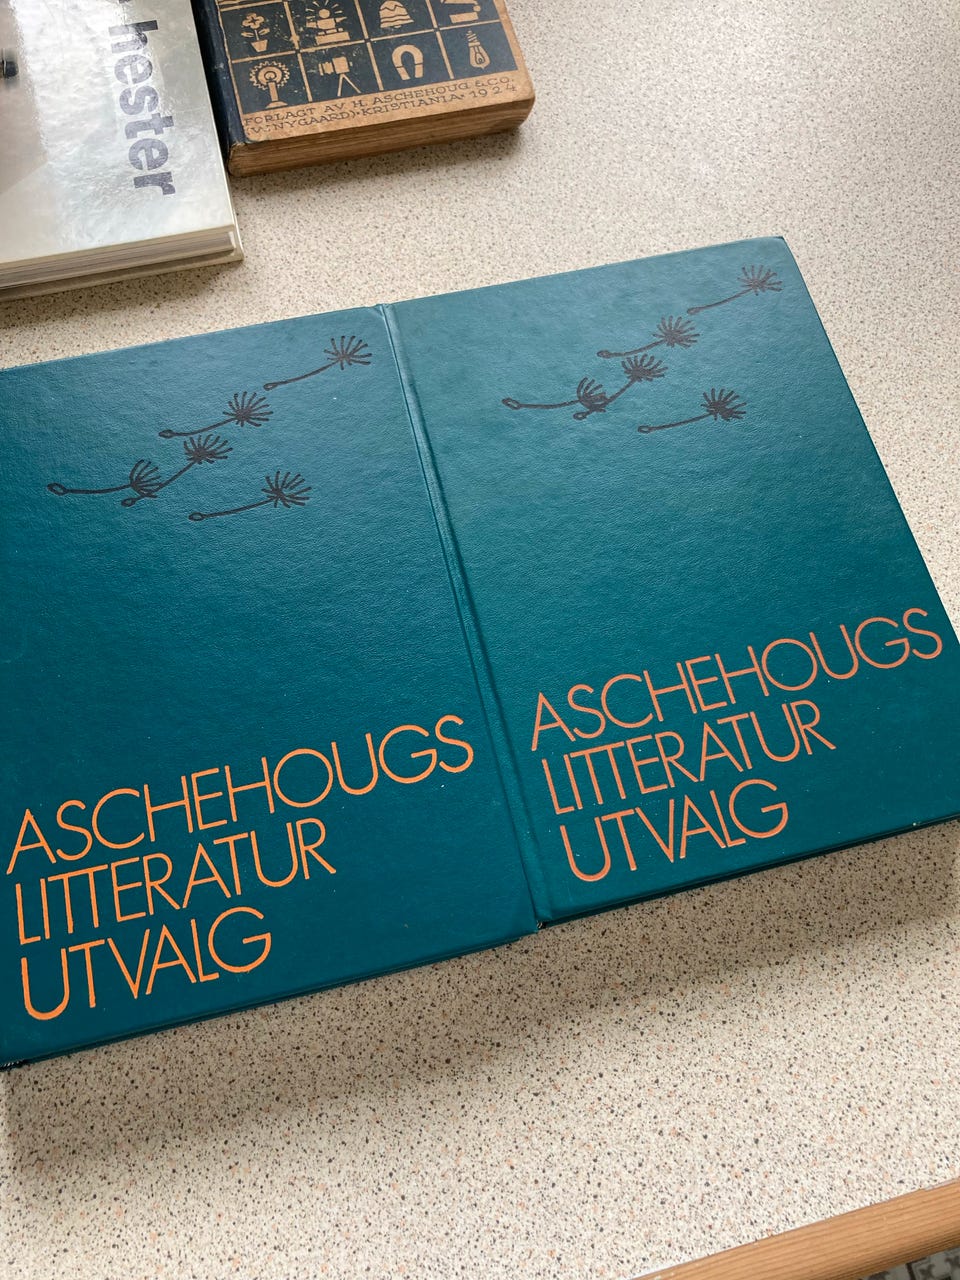 hester
FORLAGT AV H. ASCHEHOUG & CO.
(W. NYGAARD)•KRISTIANIA•1924
ASCHEHOUGS
LITTERATUR
UTVALG
ASCHEHOUGS
LITTERATUR
UTVALG